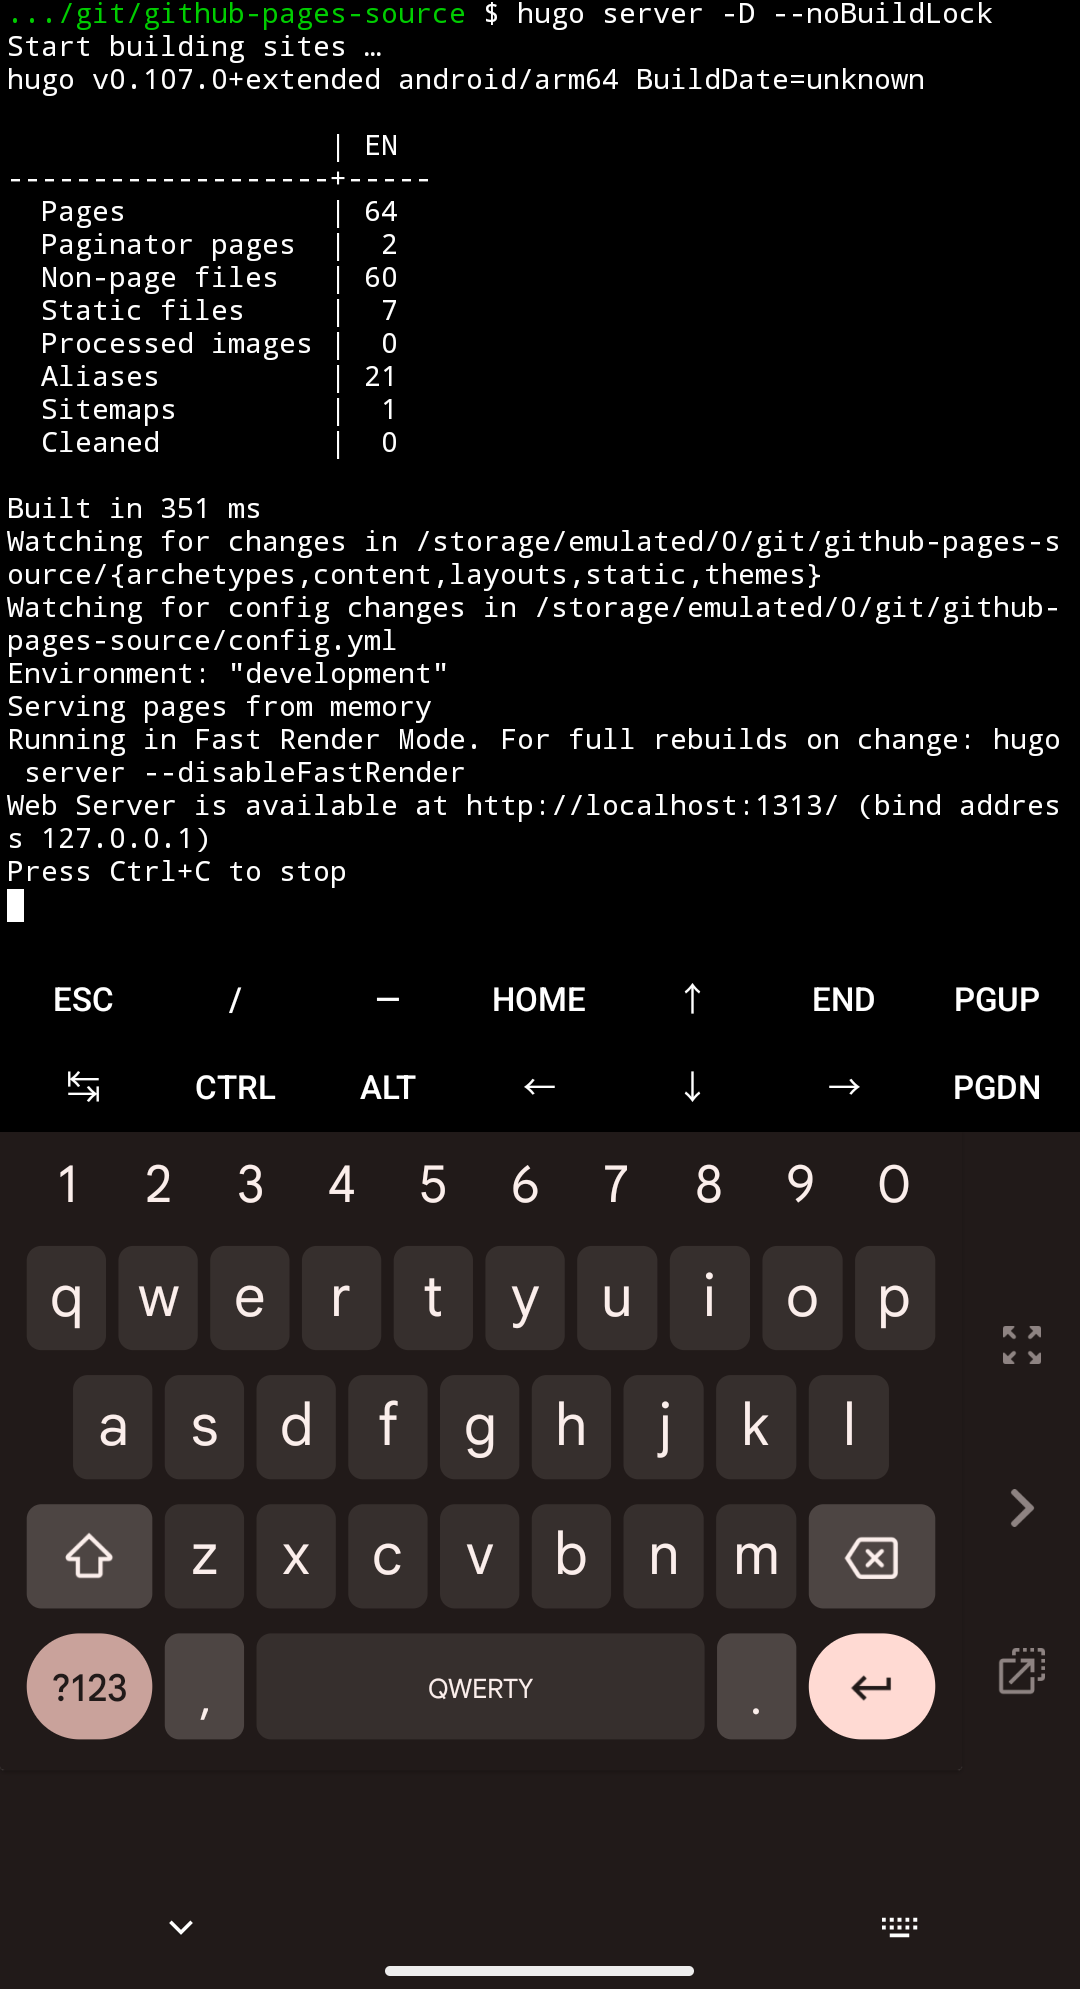 .../git/github-pages-source $ hugo server -D --noBuildLock
Start building sites …
hugo v0.107.0+extended android/arm64 BuildDate=unknown
                   | EN
-------------------+-----
  Pages            | 64
  Paginator pages  |  2
  Non-page files   | 60
  Static files     |  7
  Processed images |  0
  Aliases          | 21
  Sitemaps         |  1
  Cleaned          |  0
Built in 351 ms
Watching for changes in /storage/emulated/0/git/github-pages-s
ource/{archetypes,content,layouts,static,themes}
Watching for config changes in /storage/emulated/0/git/github-
pages-source/config.yml
Environment: "development"
Serving pages from memory
Running in Fast Render Mode. For full rebuilds on change: hugo
 server --disableFastRender
Web Server is available at http://localhost:1313/ (bind addres
s 127.0.0.1)
Press Ctrl+C to stop
ESC / — HOME ↑ END PGUP
↹ CTRL ALT ← ↓ → PGDN
1 2 3 4 5 6 7 8 9 0
q w e r t y u i o p
a s d f g h j k l
z x c v b n m
?123 , QWERTY .